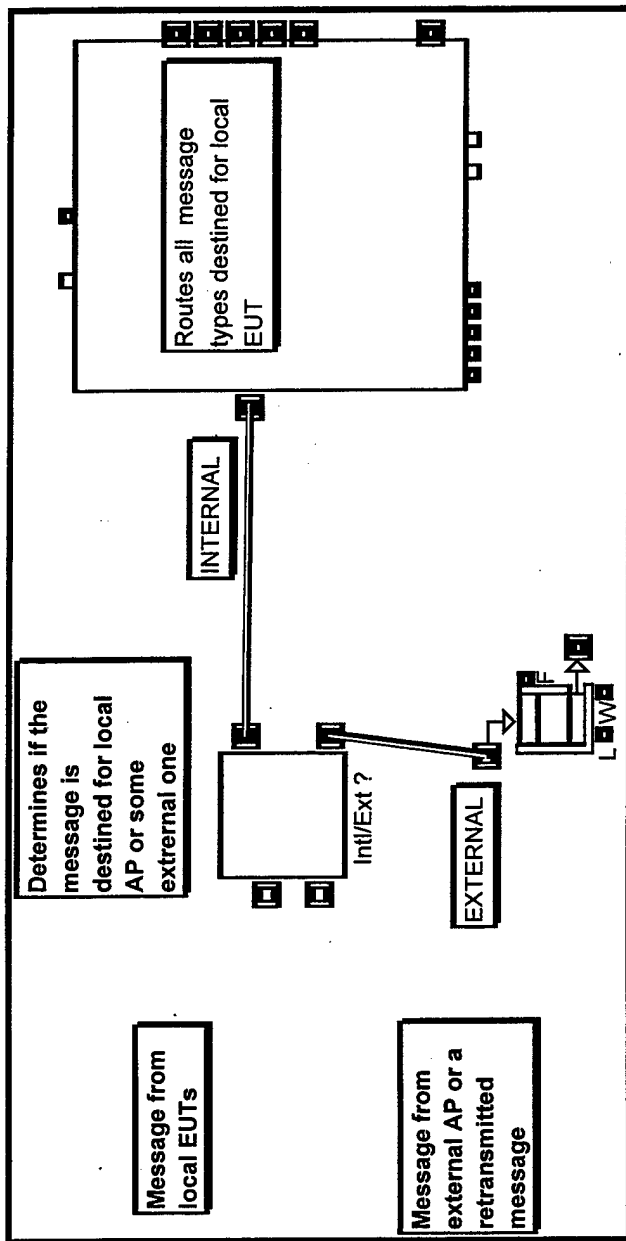 Message from
local EUTs
Message from
external AP or a
retransmitted
message
Determines if the
message is
destined for local
AP or some
extrernal one
Intl/Ext ?
EXTERNAL
INTERNAL
F
L W
Routes all message
types destined for local
EUT